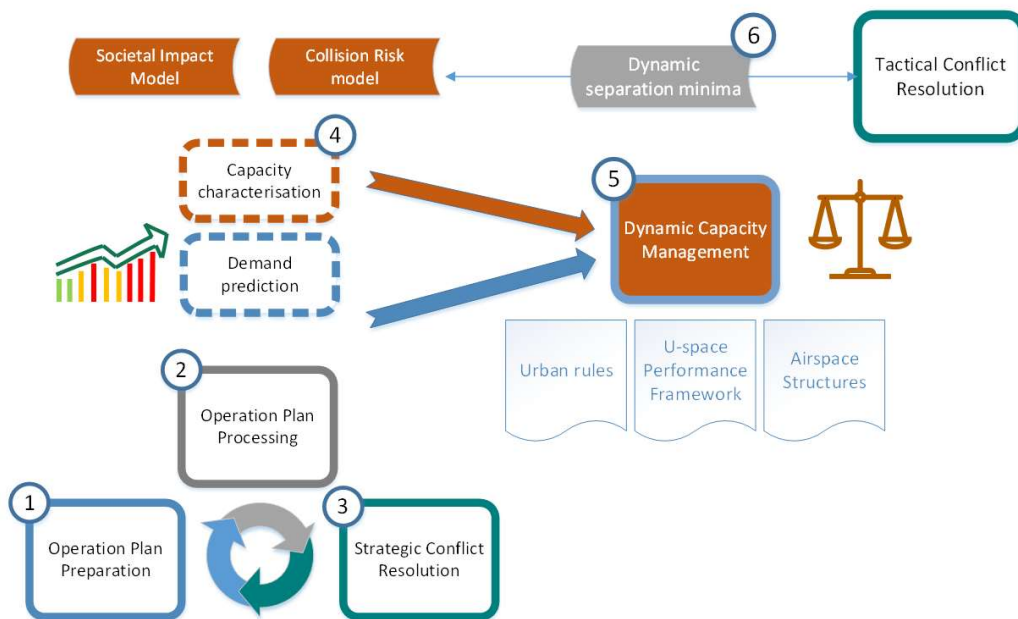 Societal Impact
Model
Collision Risk
model
6
Dynamic
separation minima
Tactical Conflict
Resolution
4
Capacity
characterisation
Demand
prediction
5
Dynamic Capacity
Management
Urban rules
U-space
Performance
Framework
Airspace
Structures
2
Operation Plan
Processing
1
Operation Plan
Preparation
3
Strategic Conflict
Resolution